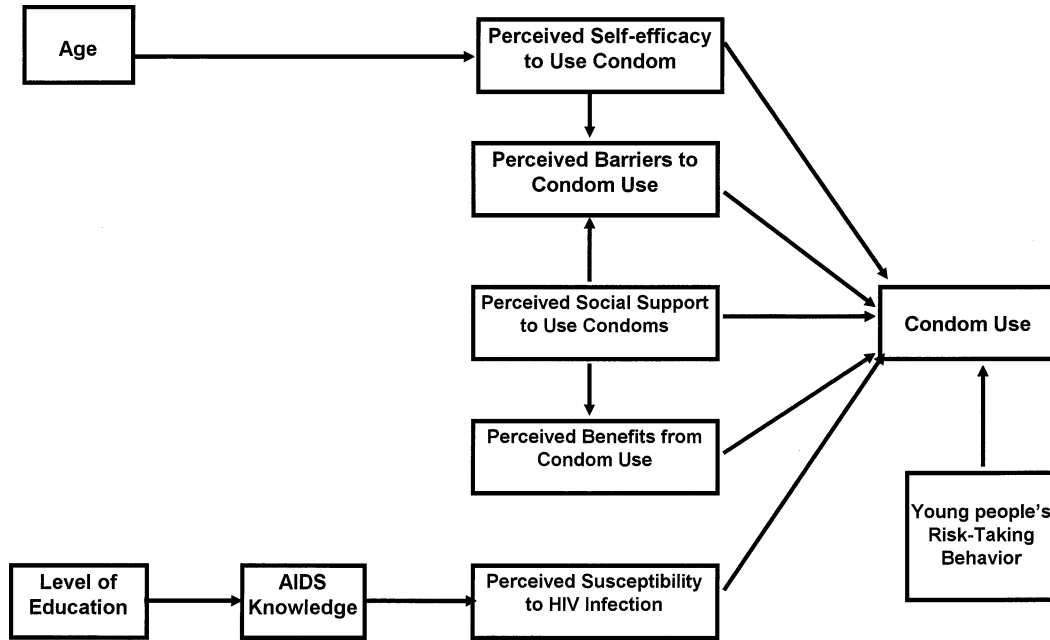 Age
Perceived Self-efficacy
to Use Condom
Perceived Barriers to
Condom Use
Perceived Social Support
to Use Condoms
Condom Use
Perceived Benefits from
Condom Use
Young people's
Risk-Taking
Behavior
Level of
Education
AIDS
Knowledge
Perceived Susceptibility
to HIV Infection